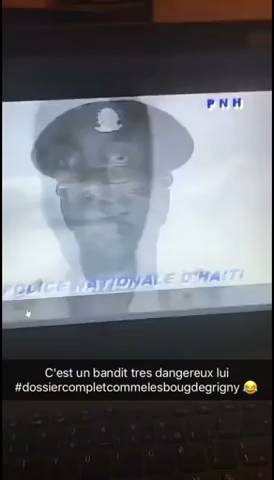 PNH
POLICE NATIONALE D'HAITI
C'est un bandit tres dangereux lui
#dossiercompletcommelesbougdegrigny 😂